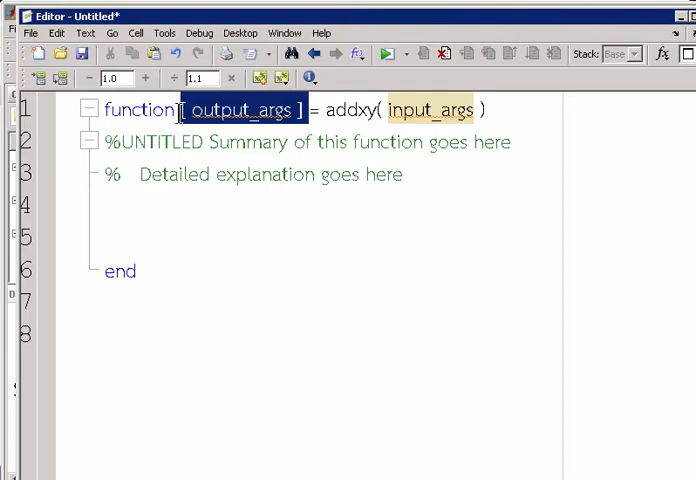 Editor - Untitled*
File Edit Text Go Cell Tools Debug Desktop Window Help
Stack: Base fx
1.0 + ÷ 1.1 ×
1 function [ output_args ] = addxy( input_args )
2 %UNTITLED Summary of this function goes here
3 % Detailed explanation goes here
4
5
6 end
7
8